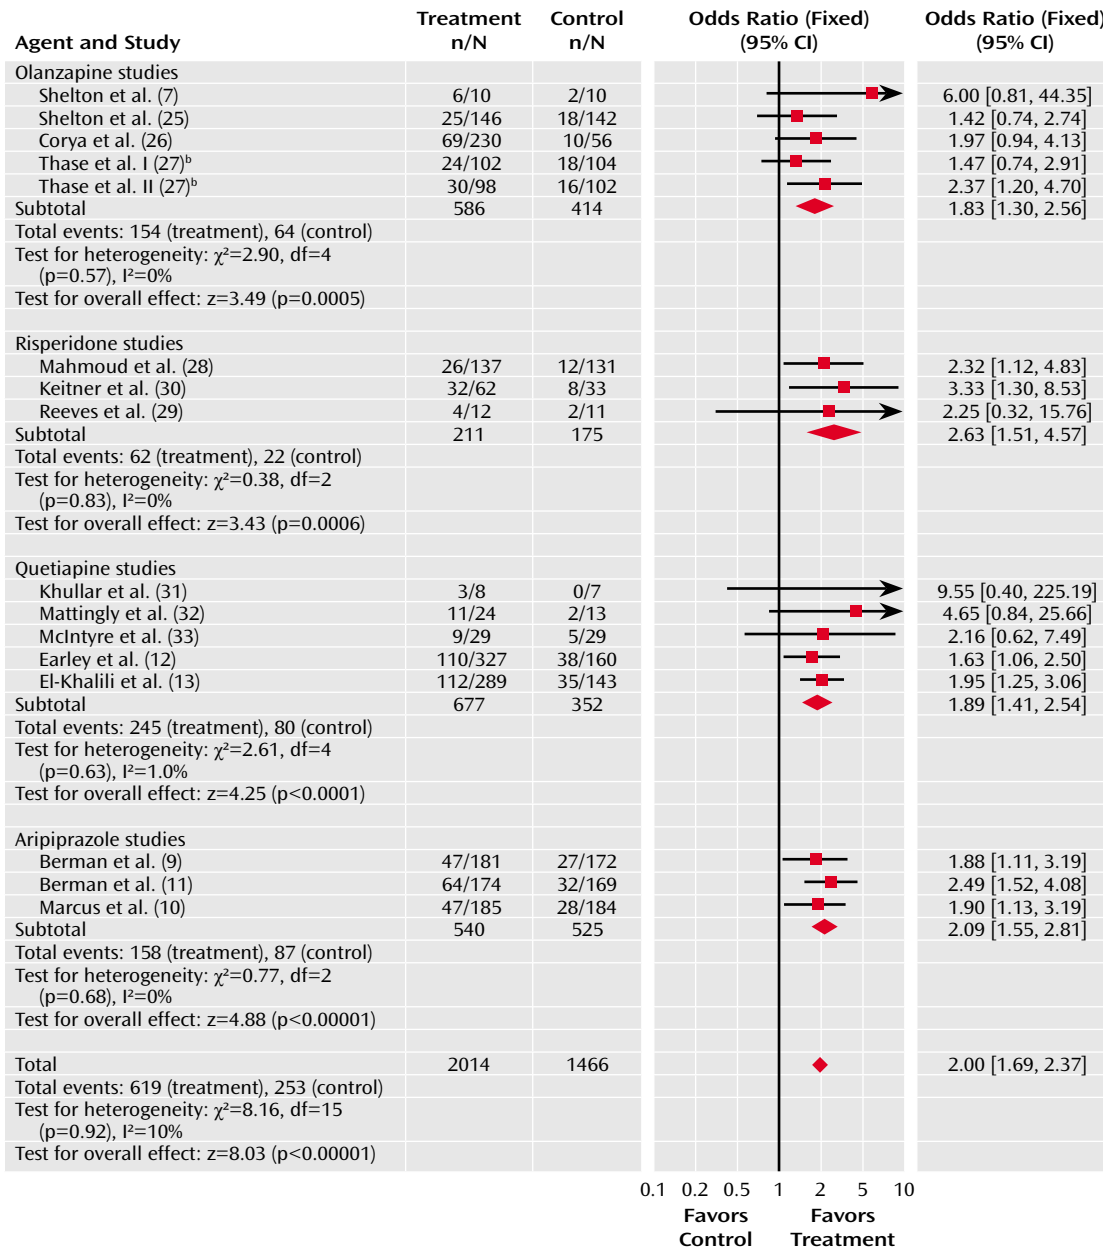 Agent and Study Treatment n/N Control n/N Odds Ratio (Fixed) (95% CI) Odds Ratio (Fixed) (95% CI)
Olanzapine studies
Shelton et al. (7) 6/10 2/10 6.00 [0.81, 44.35]
Shelton et al. (25) 25/146 18/142 1.42 [0.74, 2.74]
Corya et al. (26) 69/230 10/56 1.97 [0.94, 4.13]
Thase et al. I (27)ᵇ 24/102 18/104 1.47 [0.74, 2.91]
Thase et al. II (27)ᵇ 30/98 16/102 2.37 [1.20, 4.70]
Subtotal 586 414 1.83 [1.30, 2.56]
Total events: 154 (treatment), 64 (control)
Test for heterogeneity: χ²=2.90, df=4
(p=0.57), I²=0%
Test for overall effect: z=3.49 (p=0.0005)
Risperidone studies
Mahmoud et al. (28) 26/137 12/131 2.32 [1.12, 4.83]
Keitner et al. (30) 32/62 8/33 3.33 [1.30, 8.53]
Reeves et al. (29) 4/12 2/11 2.25 [0.32, 15.76]
Subtotal 211 175 2.63 [1.51, 4.57]
Total events: 62 (treatment), 22 (control)
Test for heterogeneity: χ²=0.38, df=2
(p=0.83), I²=0%
Test for overall effect: z=3.43 (p=0.0006)
Quetiapine studies
Khullar et al. (31) 3/8 0/7 9.55 [0.40, 225.19]
Mattingly et al. (32) 11/24 2/13 4.65 [0.84, 25.66]
McIntyre et al. (33) 9/29 5/29 2.16 [0.62, 7.49]
Earley et al. (12) 110/327 38/160 1.63 [1.06, 2.50]
El-Khalili et al. (13) 112/289 35/143 1.95 [1.25, 3.06]
Subtotal 677 352 1.89 [1.41, 2.54]
Total events: 245 (treatment), 80 (control)
Test for heterogeneity: χ²=2.61, df=4
(p=0.63), I²=1.0%
Test for overall effect: z=4.25 (p<0.0001)
Aripiprazole studies
Berman et al. (9) 47/181 27/172 1.88 [1.11, 3.19]
Berman et al. (11) 64/174 32/169 2.49 [1.52, 4.08]
Marcus et al. (10) 47/185 28/184 1.90 [1.13, 3.19]
Subtotal 540 525 2.09 [1.55, 2.81]
Total events: 158 (treatment), 87 (control)
Test for heterogeneity: χ²=0.77, df=2
(p=0.68), I²=0%
Test for overall effect: z=4.88 (p<0.00001)
Total 2014 1466 2.00 [1.69, 2.37]
Total events: 619 (treatment), 253 (control)
Test for heterogeneity: χ²=8.16, df=15
(p=0.92), I²=10%
Test for overall effect: z=8.03 (p<0.00001)
0.1 0.2 0.5 1 2 5 10
Favors Control Favors Treatment